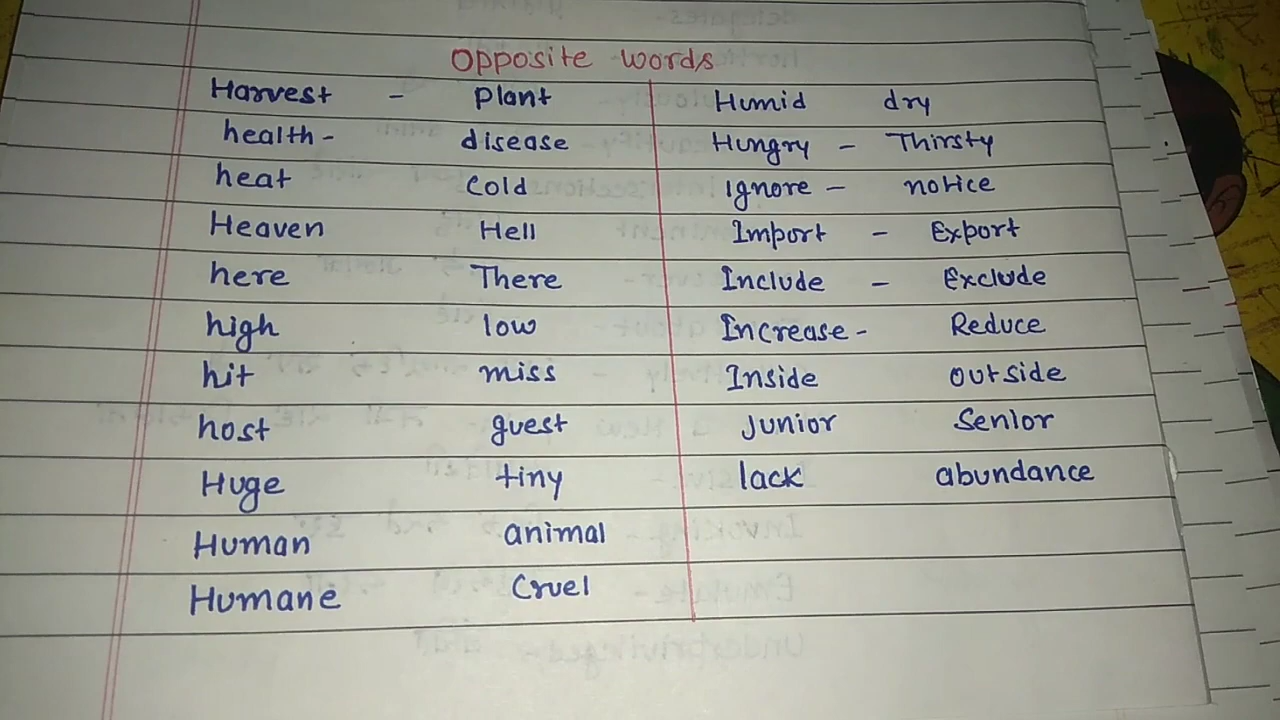 Opposite words
Harvest - Plant
health - disease
heat Cold
Heaven Hell
here There
high low
hit miss
host guest
Huge tiny
Human animal
Humane Cruel
Humid dry
Hungry - Thirsty
Ignore - notice
Import - Export
Include - Exclude
Increase - Reduce
Inside outside
Junior Senior
lack abundance